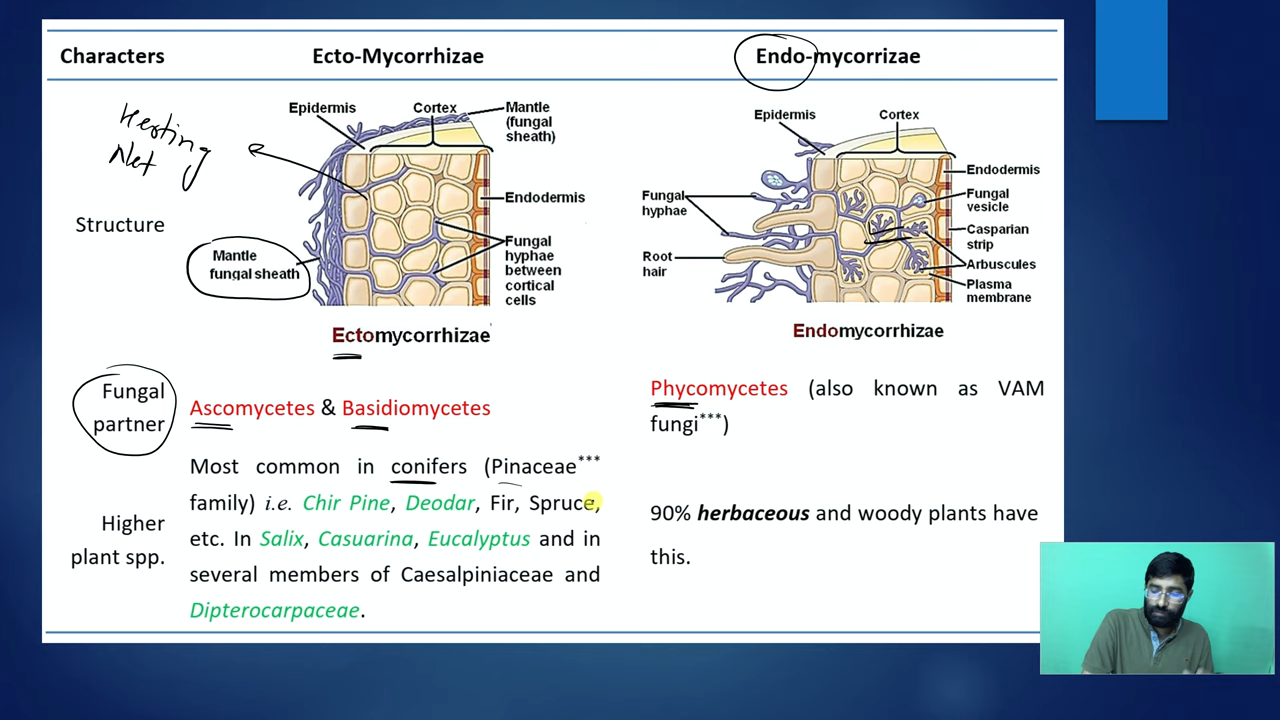 Characters
Ecto-Mycorrhizae
Endo-mycorrizae
Structure
Herting
Net
Epidermis
Cortex
Mantle
(fungal
sheath)
Endodermis
Fungal
hyphae
between
cortical
cells
Mantle
fungal sheath
Ectomycorrhizae
Epidermis
Cortex
Endodermis
Fungal
vesicle
Casparian
strip
Arbuscules
Plasma
membrane
Fungal
hyphae
Root
hair
Endomycorrhizae
Fungal
partner
Ascomycetes & Basidiomycetes
Phycomycetes (also known as VAM
fungi***)
Higher
plant spp.
Most common in conifers (Pinaceae***
family) i.e. Chir Pine, Deodar, Fir, Spruce,
etc. In Salix, Casuarina, Eucalyptus and in
several members of Caesalpiniaceae and
Dipterocarpaceae.
90% herbaceous and woody plants have
this.